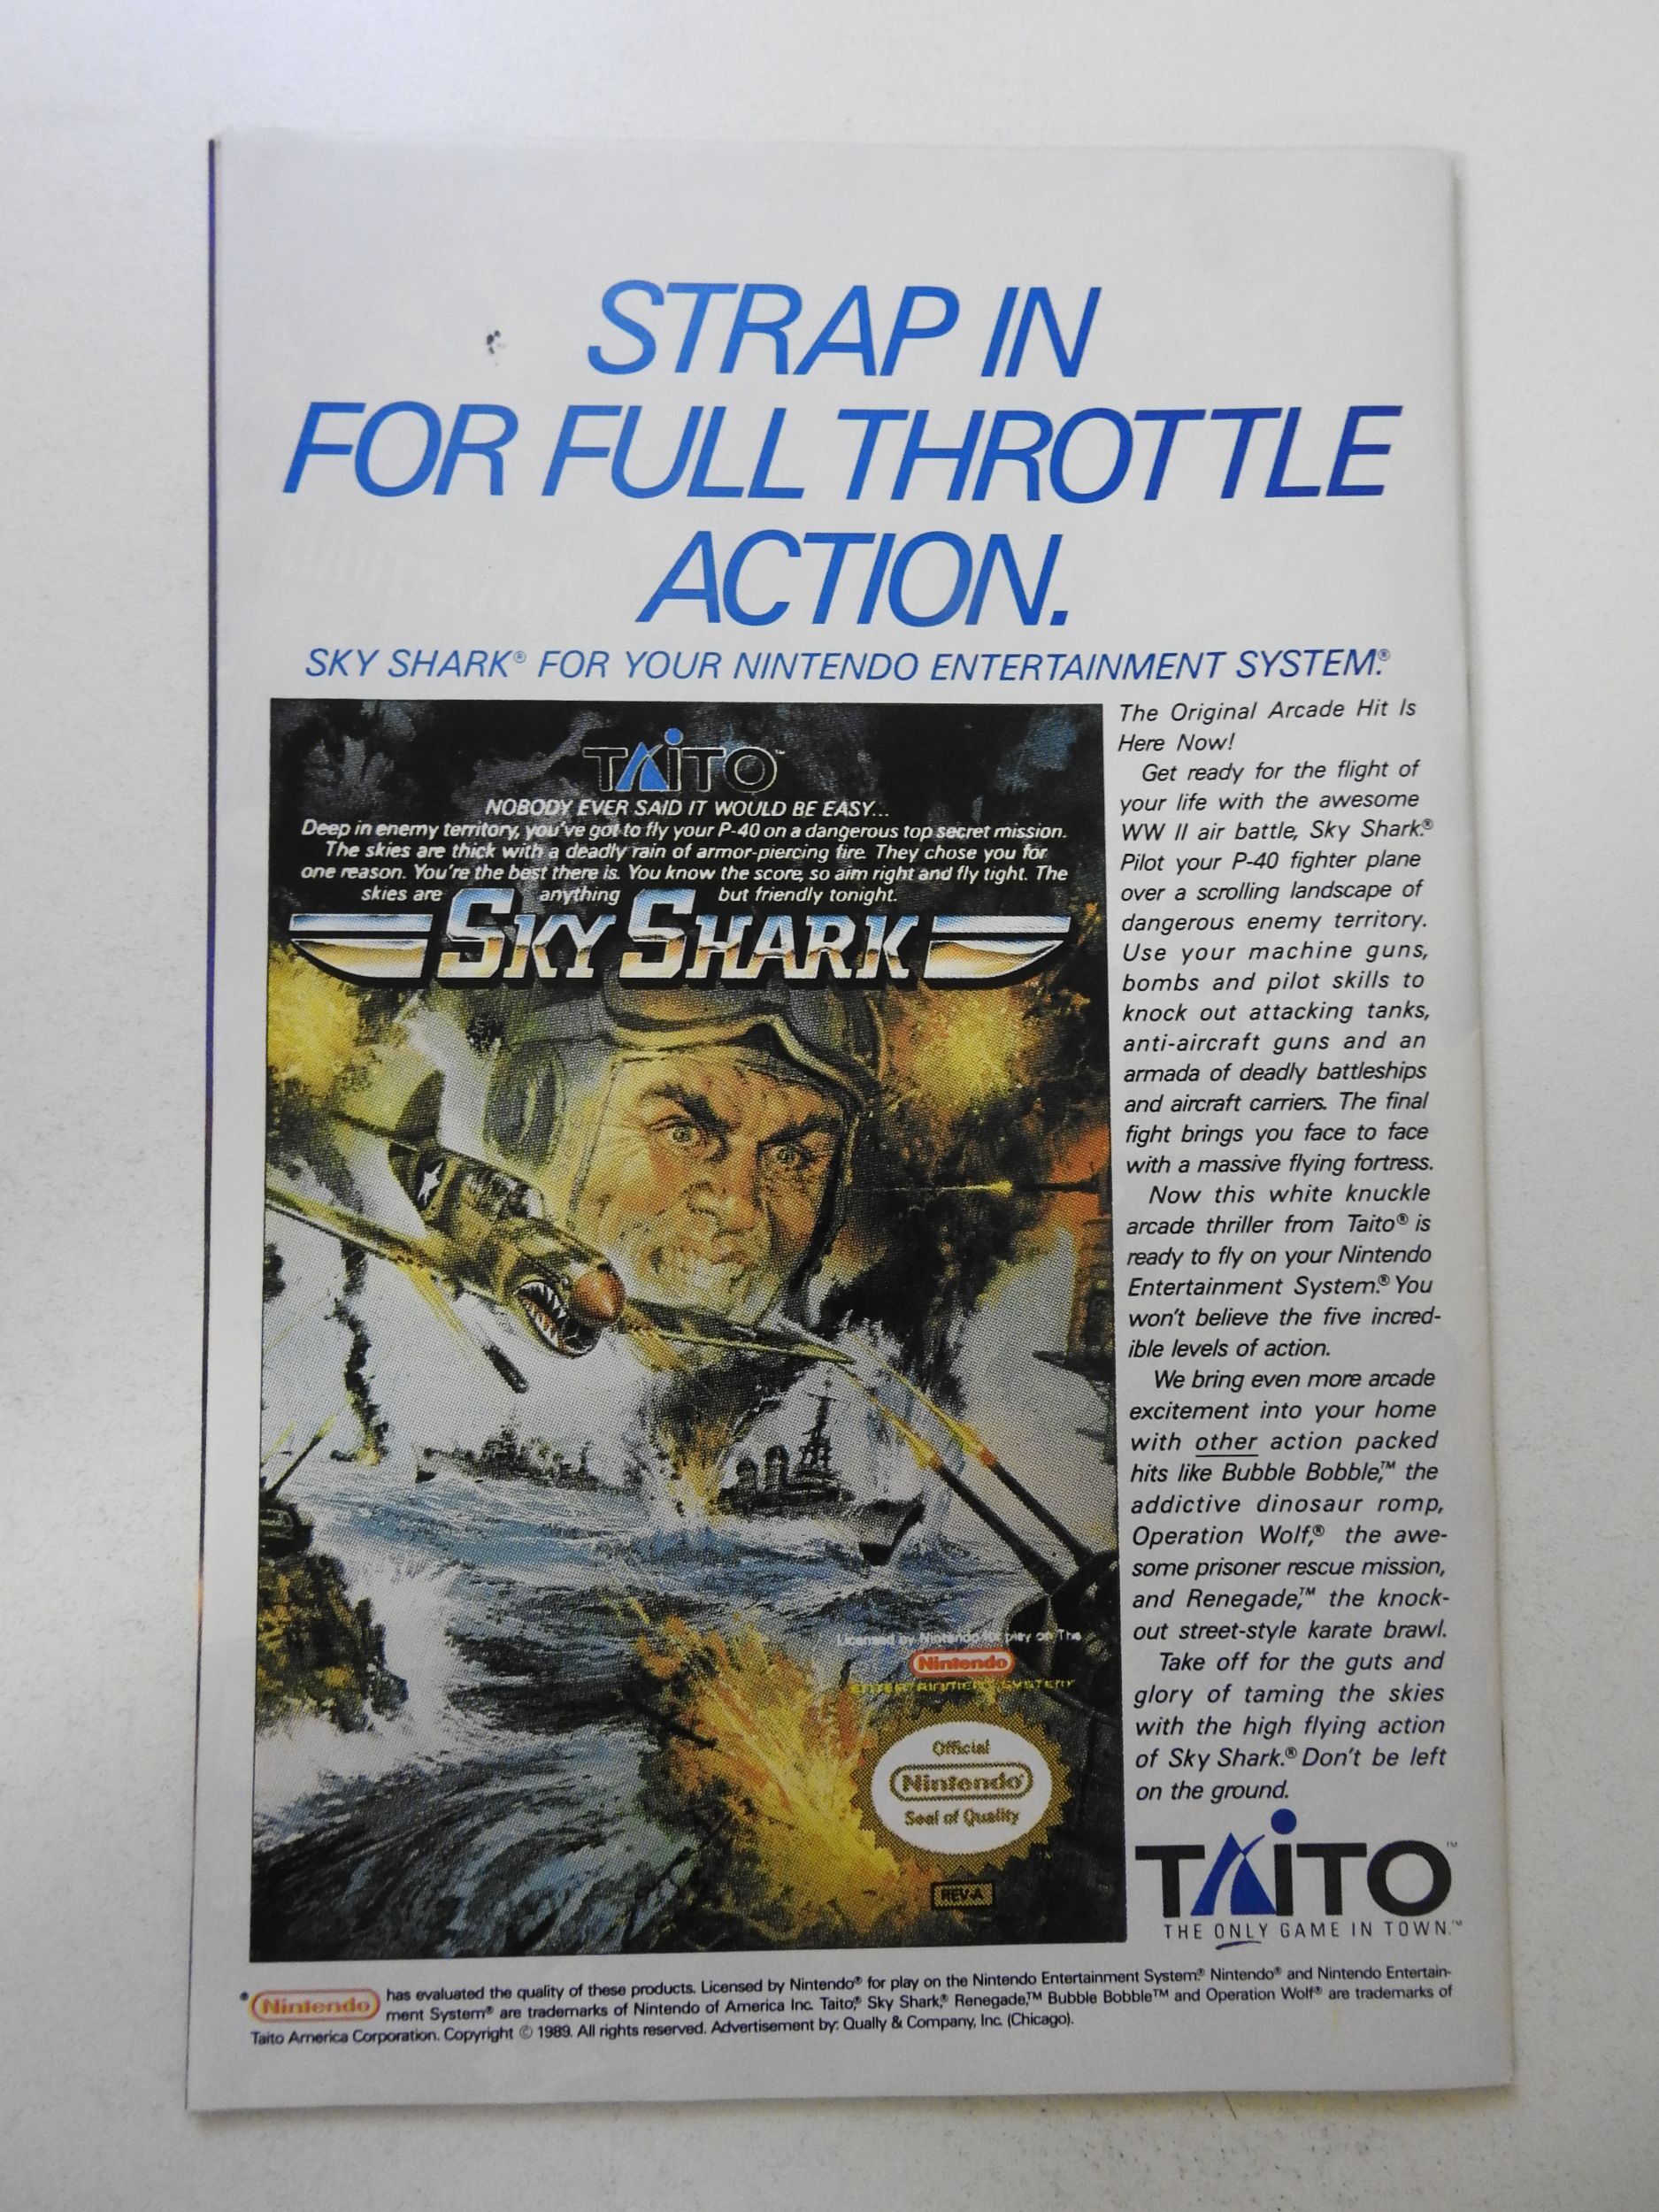 STRAP IN
FOR FULL THROTTLE
ACTION.
SKY SHARK® FOR YOUR NINTENDO ENTERTAINMENT SYSTEM.®
TAITO™
NOBODY EVER SAID IT WOULD BE EASY...
Deep in enemy territory, you've got to fly your P-40 on a dangerous top secret mission.
The skies are thick with a deadly rain of armor-piercing fire. They chose you for
one reason. You're the best there is. You know the score, so aim right and fly tight. The
skies are anything but friendly tonight.
SKY SHARK
Licensed by Nintendo for play on The
Nintendo
ENTERTAINMENT SYSTEM
Official
Nintendo®
Seal of Quality
REV-A
The Original Arcade Hit Is
Here Now!
Get ready for the flight of
your life with the awesome
WW II air battle, Sky Shark.®
Pilot your P-40 fighter plane
over a scrolling landscape of
dangerous enemy territory.
Use your machine guns,
bombs and pilot skills to
knock out attacking tanks,
anti-aircraft guns and an
armada of deadly battleships
and aircraft carriers. The final
fight brings you face to face
with a massive flying fortress.
Now this white knuckle
arcade thriller from Taito® is
ready to fly on your Nintendo
Entertainment System.® You
won't believe the five incred-
ible levels of action.
We bring even more arcade
excitement into your home
with other action packed
hits like Bubble Bobble,™ the
addictive dinosaur romp,
Operation Wolf,® the awe-
some prisoner rescue mission,
and Renegade,™ the knock-
out street-style karate brawl.
Take off for the guts and
glory of taming the skies
with the high flying action
of Sky Shark.® Don't be left
on the ground.
TAITO™
THE ONLY GAME IN TOWN.™
Nintendo has evaluated the quality of these products. Licensed by Nintendo® for play on the Nintendo Entertainment System.® Nintendo® and Nintendo Entertain-
ment System® are trademarks of Nintendo of America Inc. Taito,® Sky Shark,® Renegade,™ Bubble Bobble™ and Operation Wolf® are trademarks of
Taito America Corporation. Copyright © 1989. All rights reserved. Advertisement by: Qually & Company, Inc. (Chicago).